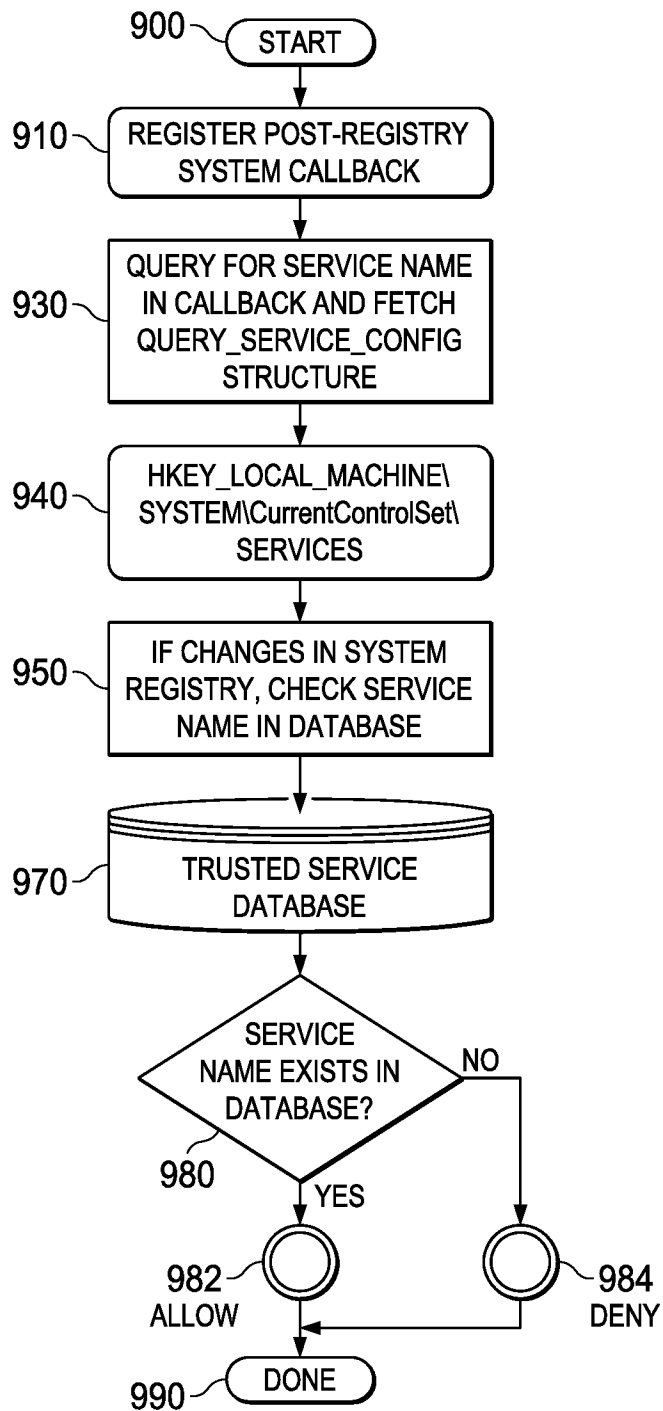 900
START
910
REGISTER POST-REGISTRY
SYSTEM CALLBACK
930
QUERY FOR SERVICE NAME
IN CALLBACK AND FETCH
QUERY_SERVICE_CONFIG
STRUCTURE
940
HKEY_LOCAL_MACHINE\
SYSTEM\CurrentControlSet\
SERVICES
950
IF CHANGES IN SYSTEM
REGISTRY, CHECK SERVICE
NAME IN DATABASE
970
TRUSTED SERVICE
DATABASE
SERVICE
NAME EXISTS IN
DATABASE?
980
NO
YES
982
ALLOW
984
DENY
DONE
990